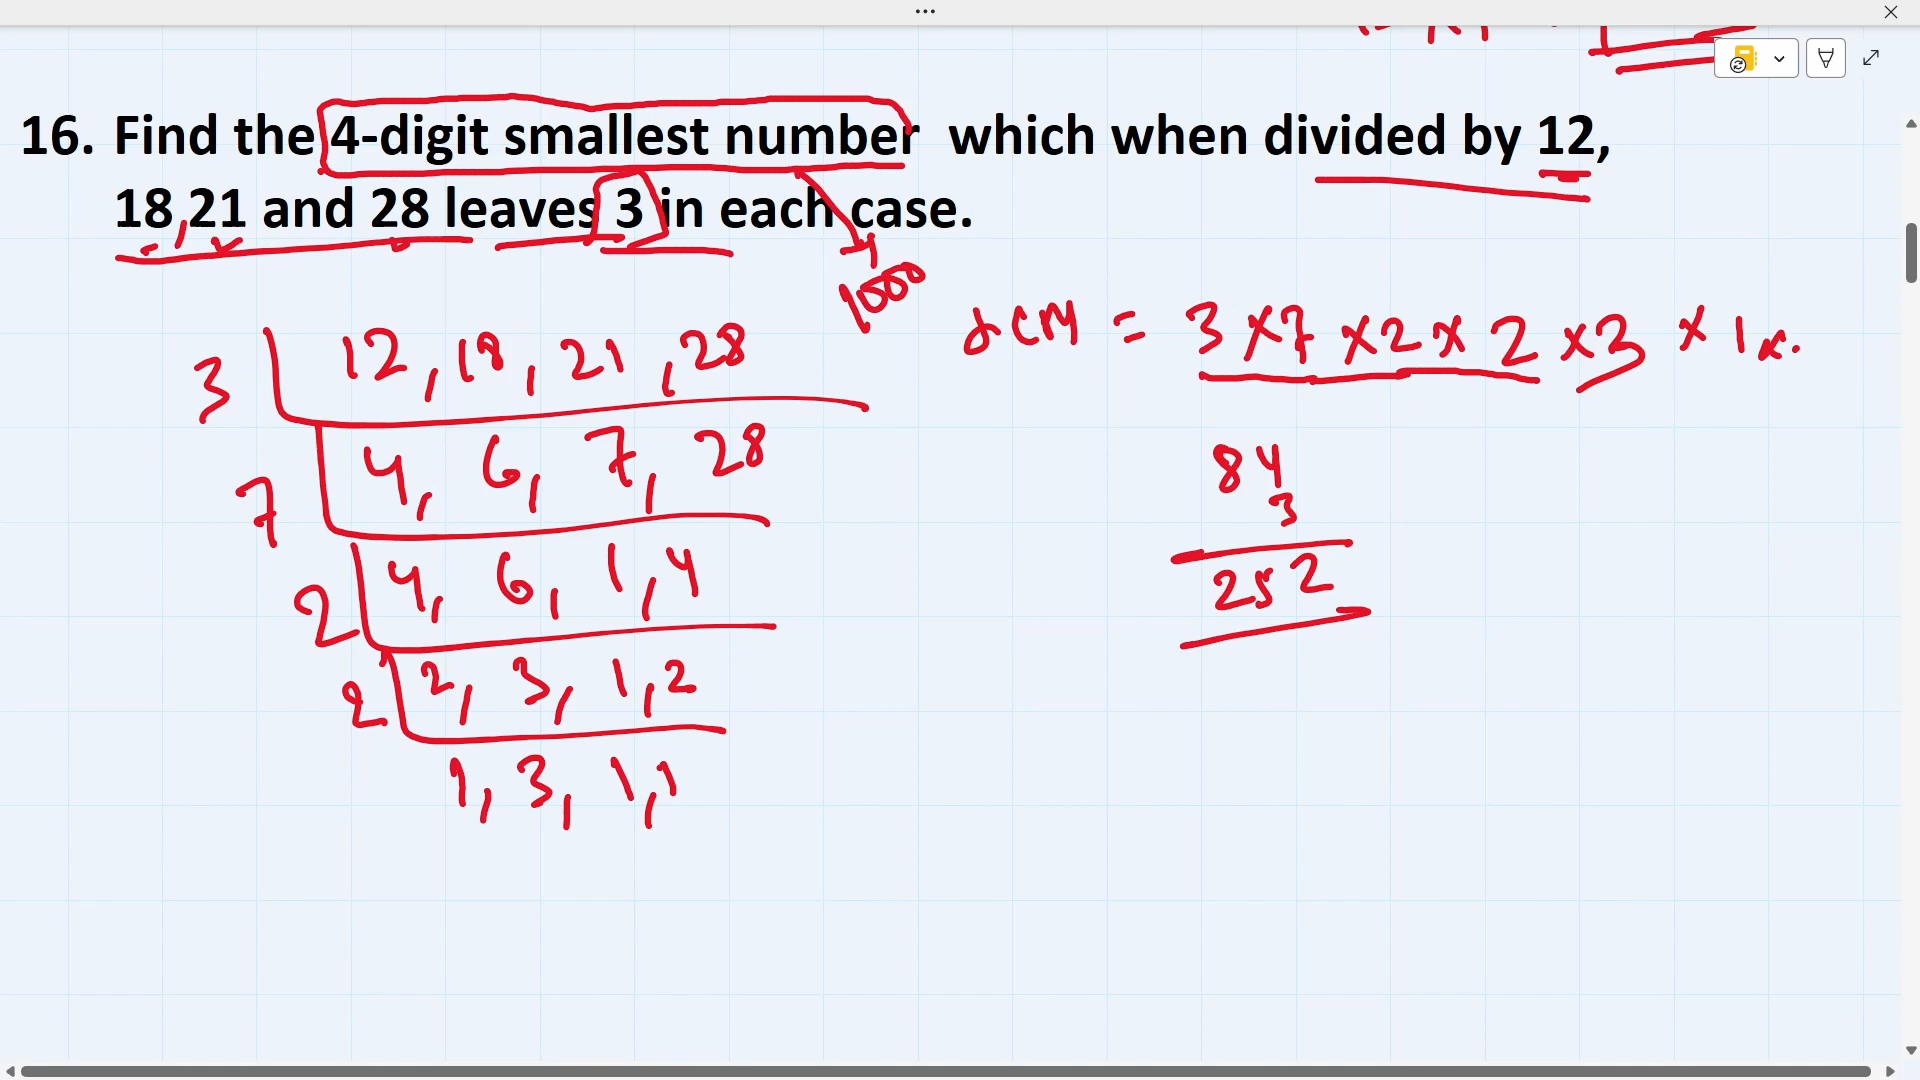 16. Find the 4-digit smallest number which when divided by 12,
18,21 and 28 leaves 3 in each case.
1000
3 12, 18, 21, 28
LCM = 3 × 7 × 2 × 2 × 3 × 1
7 4, 6, 7, 28
84
3
2 4, 6, 1, 4
252
2 2, 3, 1, 2
1, 3, 1, 1